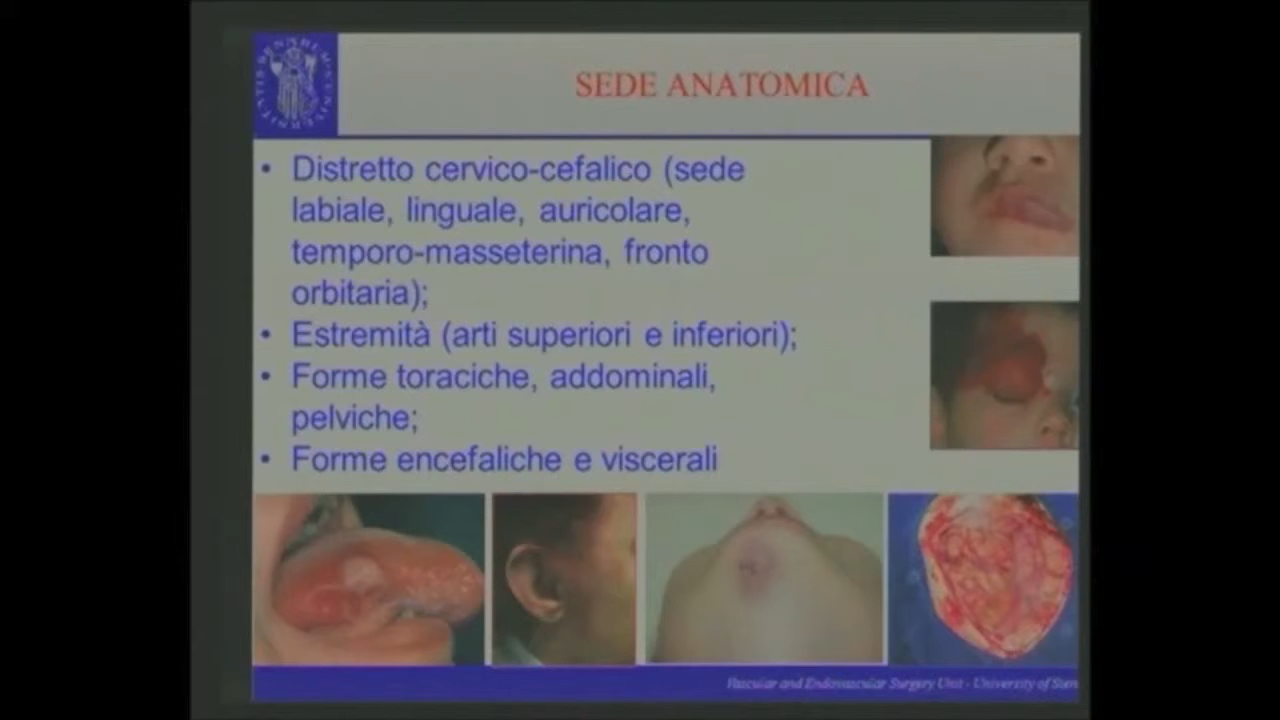 SEDE ANATOMICA
• Distretto cervico-cefalico (sede
labiale, linguale, auricolare,
temporo-masseterina, fronto
orbitaria);
• Estremità (arti superiori e inferiori);
• Forme toraciche, addominali,
pelviche;
• Forme encefaliche e viscerali
Vascular and Endovascular Surgery Unit - University of Sien